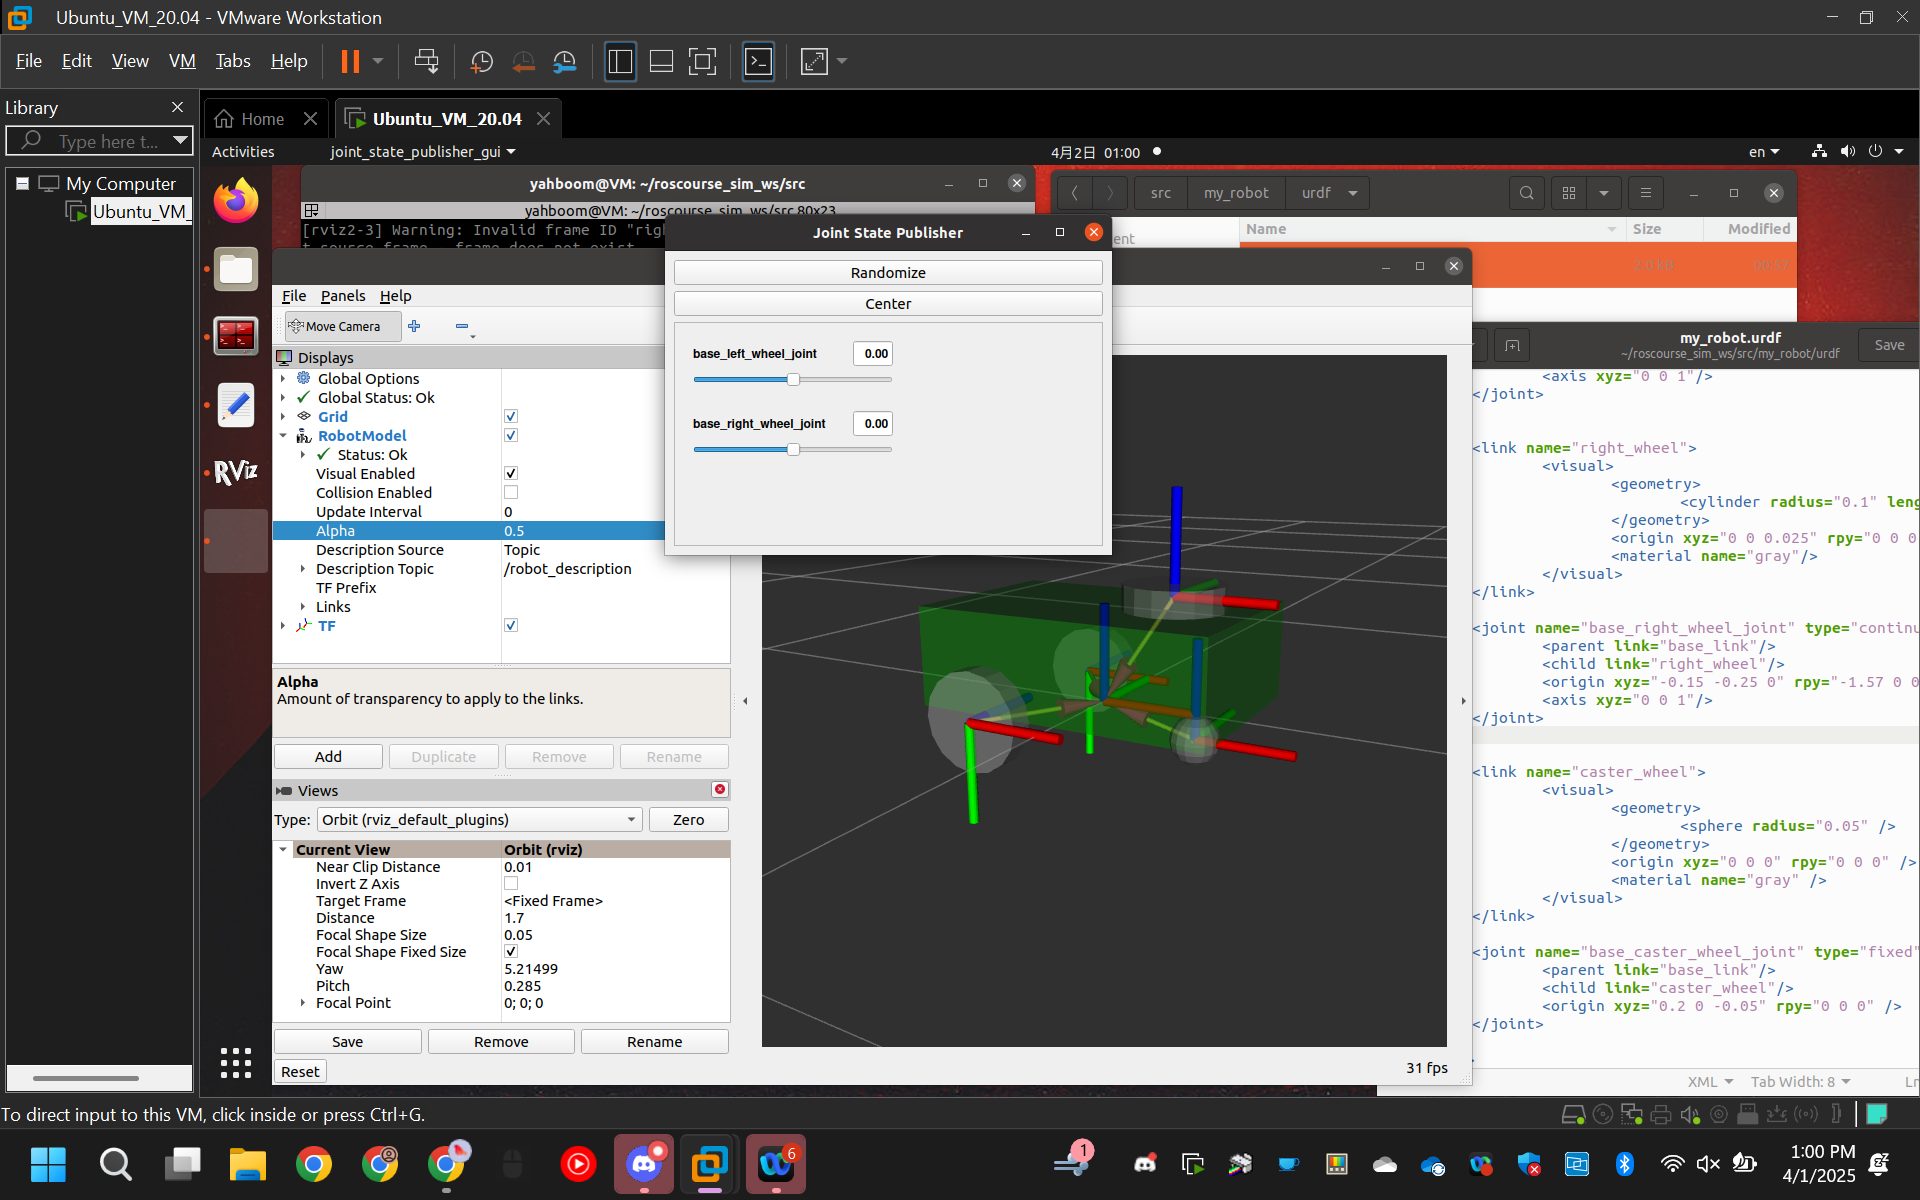 Ubuntu_VM_20.04 - VMware Workstation
File Edit View VM Tabs Help
Library
Home
Ubuntu_VM_20.04
Type here t...
My Computer
Ubuntu_VM_
Activities
joint_state_publisher_gui
4月2日 01:00
en
yahboom@VM: ~/roscourse_sim_ws/src
yahboom@VM: ~/roscourse_sim_ws/src 80x23
[rviz2-3] Warning: Invalid frame ID "rig
src my_robot urdf
Name Size Modified
Joint State Publisher
Randomize
Center
base_left_wheel_joint 0.00
base_right_wheel_joint 0.00
File Panels Help
Move Camera
Displays
Global Options
Global Status: Ok
Grid
RobotModel
Status: Ok
Visual Enabled
Collision Enabled
Update Interval 0
Alpha 0.5
Description Source Topic
Description Topic /robot_description
TF Prefix
Links
TF
Alpha
Amount of transparency to apply to the links.
Add Duplicate Remove Rename
Views
Type: Orbit (rviz_default_plugins) Zero
Current View Orbit (rviz)
Near Clip Distance 0.01
Invert Z Axis
Target Frame <Fixed Frame>
Distance 1.7
Focal Shape Size 0.05
Focal Shape Fixed Size
Yaw 5.21499
Pitch 0.285
Focal Point 0; 0; 0
Save Remove Rename
Reset
31 fps
RViz
my_robot.urdf
~/roscourse_sim_ws/src/my_robot/urdf
Save
<axis xyz="0 0 1"/>
</joint>
<link name="right_wheel">
<visual>
<geometry>
<cylinder radius="0.1" leng
</geometry>
<origin xyz="0 0 0.025" rpy="0 0 0
<material name="gray"/>
</visual>
</link>
<joint name="base_right_wheel_joint" type="continu
<parent link="base_link"/>
<child link="right_wheel"/>
<origin xyz="-0.15 -0.25 0" rpy="-1.57 0 0
<axis xyz="0 0 1"/>
</joint>
<link name="caster_wheel">
<visual>
<geometry>
<sphere radius="0.05" />
</geometry>
<origin xyz="0 0 0" rpy="0 0 0" />
<material name="gray" />
</visual>
</link>
<joint name="base_caster_wheel_joint" type="fixed"
<parent link="base_link"/>
<child link="caster_wheel"/>
<origin xyz="0.2 0 -0.05" rpy="0 0 0" />
</joint>
XML Tab Width: 8 Ln
To direct input to this VM, click inside or press Ctrl+G.
6
1
1:00 PM
4/1/2025